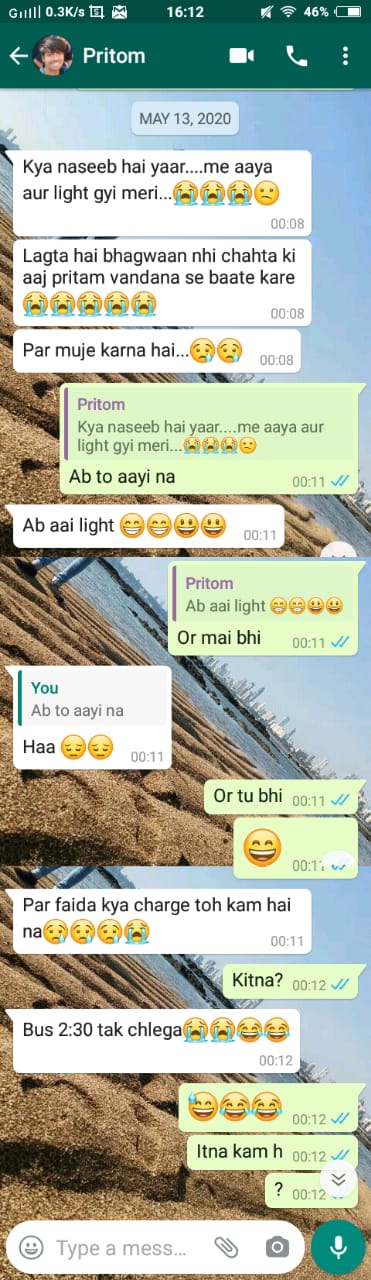 0.3K/s 16:12 46%
Pritom
MAY 13, 2020
Kya naseeb hai yaar....me aaya
aur light gyi meri...😭😭😭🙁
00:08
Lagta hai bhagwaan nhi chahta ki
aaj pritam vandana se baate kare
😭😭😭😭😭
00:08
Par muje karna hai...😢😢 00:08
Pritom
Kya naseeb hai yaar....me aaya aur
light gyi meri...😭😭😭🙁
Ab to aayi na 00:11
Ab aai light 😁😁😃😃 00:11
Pritom
Ab aai light 😁😁😃😃
Or mai bhi 00:11
You
Ab to aayi na
Haa 😔😔 00:11
Or tu bhi 00:11
😄
00:11
Par faida kya charge toh kam hai
na😢😢😢😭
00:11
Kitna? 00:12
Bus 2:30 tak chlega😭😭😂😂
00:12
😅😂😂 00:12
Itna kam h 00:12
? 00:12
Type a mess...